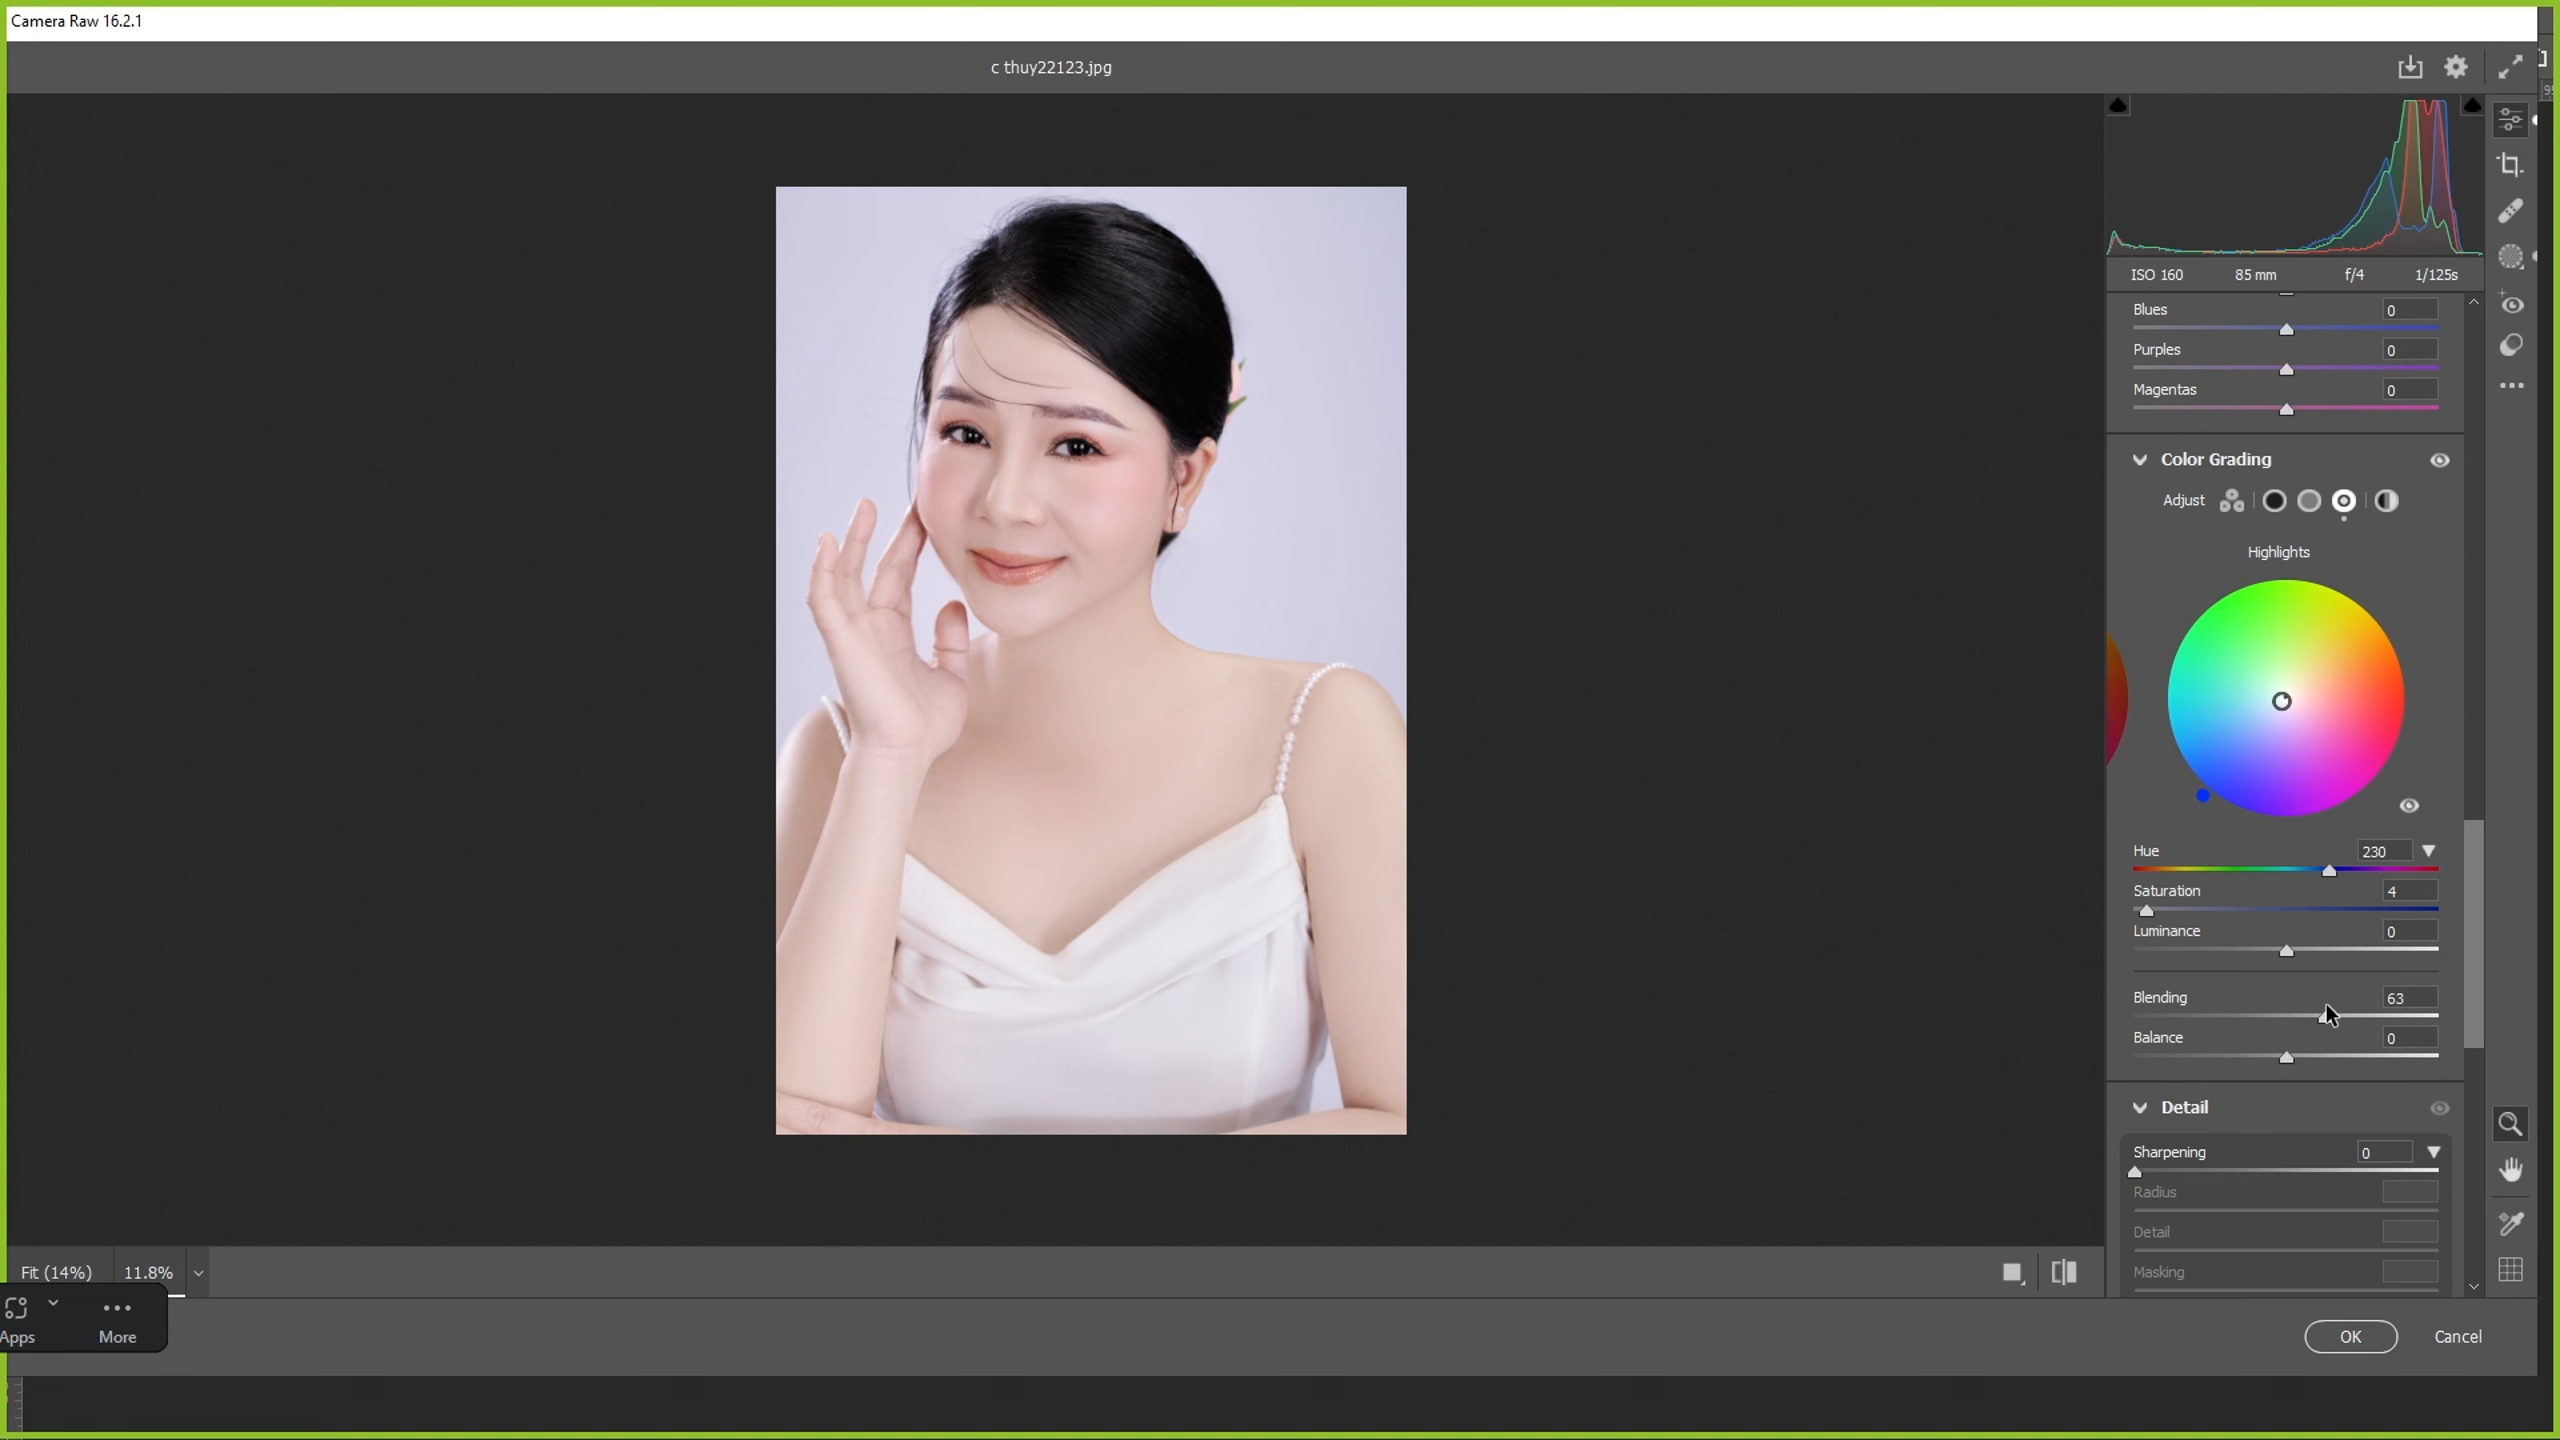 Camera Raw 16.2.1
c thuy22123.jpg
ISO 160 85 mm f/4 1/125s
Blues 0
Purples 0
Magentas 0
Color Grading
Adjust
Highlights
Hue 230
Saturation 4
Luminance 0
Blending 63
Balance 0
Detail
Sharpening 0
Radius
Detail
Masking
Fit (14%) 11.8%
Apps More
OK Cancel